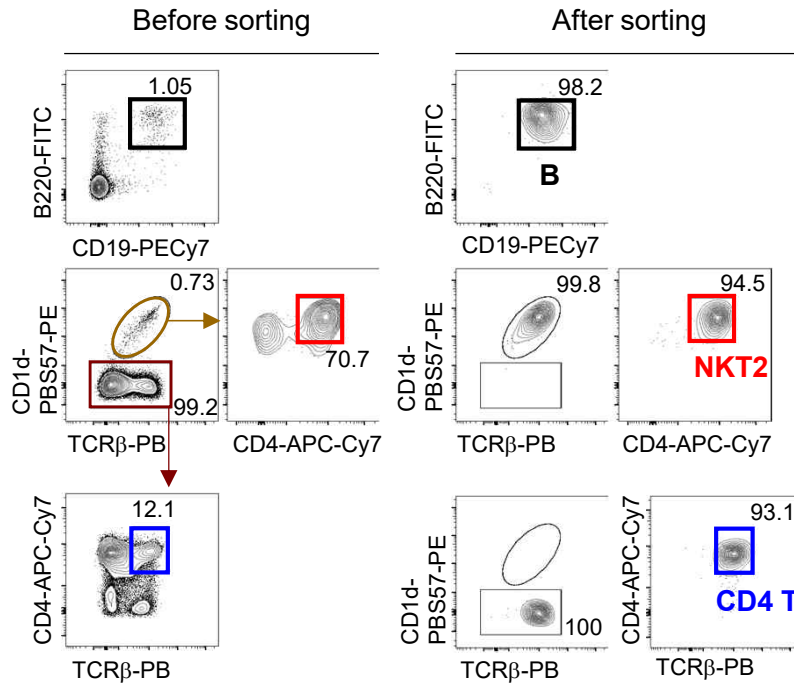 Before sorting
After sorting
1.05
B220-FITC
CD19-PECy7
98.2
B220-FITC
B
CD19-PECy7
0.73
CD1d-
PBS57-PE
99.2
TCRβ-PB
70.7
CD4-APC-Cy7
99.8
CD1d-
PBS57-PE
TCRβ-PB
94.5
NKT2
CD4-APC-Cy7
12.1
CD4-APC-Cy7
TCRβ-PB
CD1d-
PBS57-PE
100
TCRβ-PB
93.1
CD4-APC-Cy7
CD4 T
TCRβ-PB